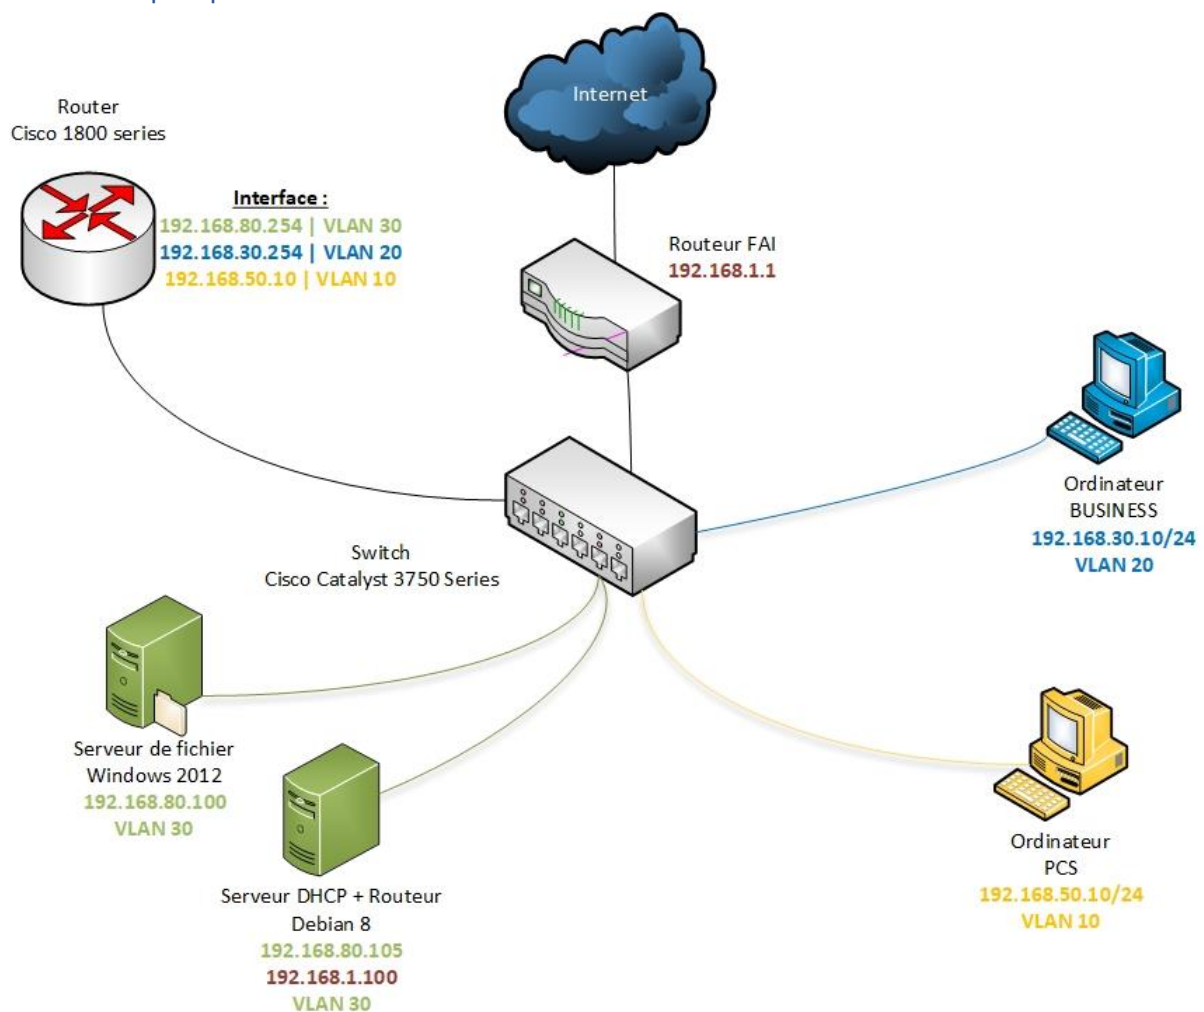 Internet
Router
Cisco 1800 series
Interface :
192.168.80.254 | VLAN 30
192.168.30.254 | VLAN 20
192.168.50.10 | VLAN 10
Routeur FAI
192.168.1.1
Ordinateur
BUSINESS
192.168.30.10/24
VLAN 20
Switch
Cisco Catalyst 3750 Series
Serveur de fichier
Windows 2012
192.168.80.100
VLAN 30
Serveur DHCP + Routeur
Debian 8
192.168.80.105
192.168.1.100
VLAN 30
Ordinateur
PCS
192.168.50.10/24
VLAN 10